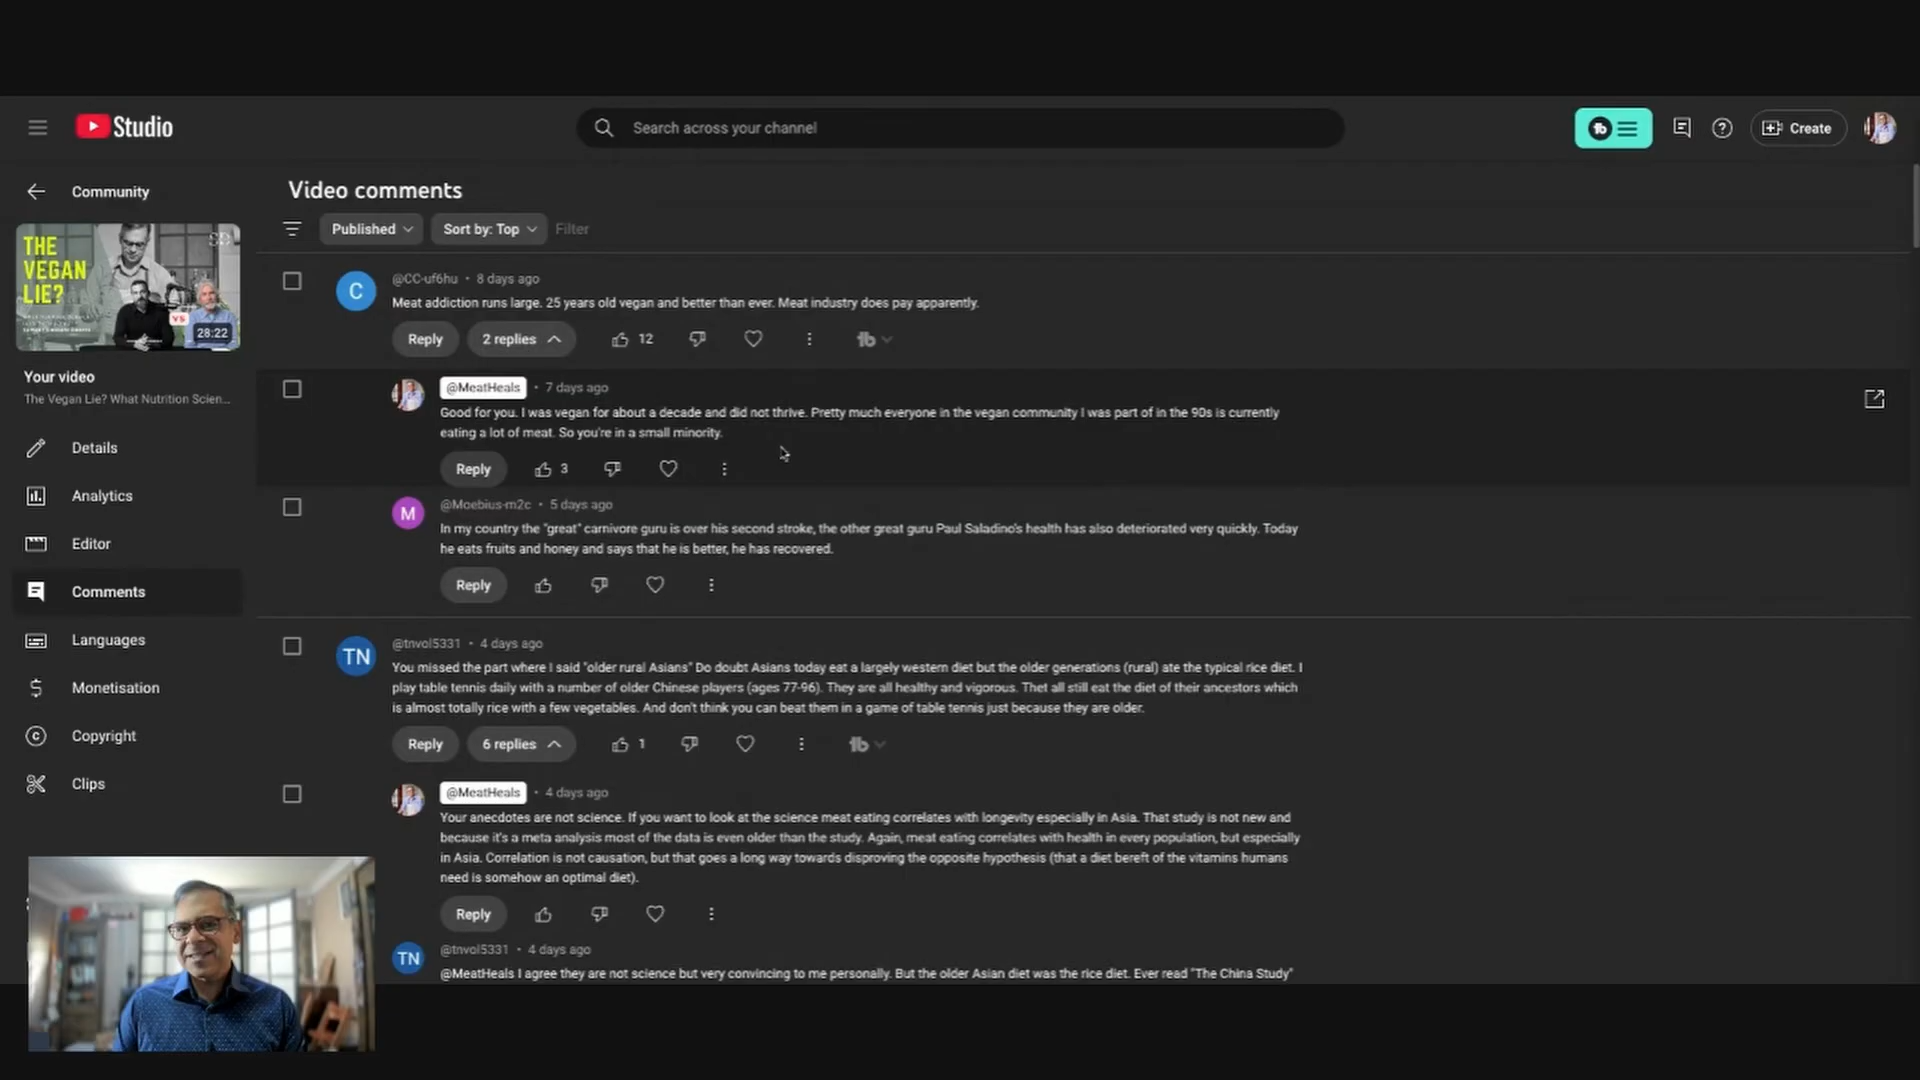 Studio
Search across your channel
Create
Community
THE
VEGAN
LIE?
VS
28:22
Your video
The Vegan Lie? What Nutrition Scien...
Details
Analytics
Editor
Comments
Languages
Monetisation
Copyright
Clips
Video comments
Published
Sort by: Top
Filter
C
@CC-uf6hu • 8 days ago
Meat addiction runs large. 25 years old vegan and better than ever. Meat industry does pay apparently.
Reply 2 replies 12
@MeatHeals • 7 days ago
Good for you. I was vegan for about a decade and did not thrive. Pretty much everyone in the vegan community I was part of in the 90s is currently
eating a lot of meat. So you're in a small minority.
Reply 3
M
@Moebius-m2c • 5 days ago
In my country the "great" carnivore guru is over his second stroke, the other great guru Paul Saladino's health has also deteriorated very quickly. Today
he eats fruits and honey and says that he is better, he has recovered.
Reply
TN
@tnvol5331 • 4 days ago
You missed the part where I said "older rural Asians" Do doubt Asians today eat a largely western diet but the older generations (rural) ate the typical rice diet. I
play table tennis daily with a number of older Chinese players (ages 77-96). They are all healthy and vigorous. Thet all still eat the diet of their ancestors which
is almost totally rice with a few vegetables. And don't think you can beat them in a game of table tennis just because they are older.
Reply 6 replies 1
@MeatHeals • 4 days ago
Your anecdotes are not science. If you want to look at the science meat eating correlates with longevity especially in Asia. That study is not new and
because it's a meta analysis most of the data is even older than the study. Again, meat eating correlates with health in every population, but especially
in Asia. Correlation is not causation, but that goes a long way towards disproving the opposite hypothesis (that a diet bereft of the vitamins humans
need is somehow an optimal diet).
Reply
TN
@tnvol5331 • 4 days ago
@MeatHeals I agree they are not science but very convincing to me personally. But the older Asian diet was the rice diet. Ever read "The China Study"